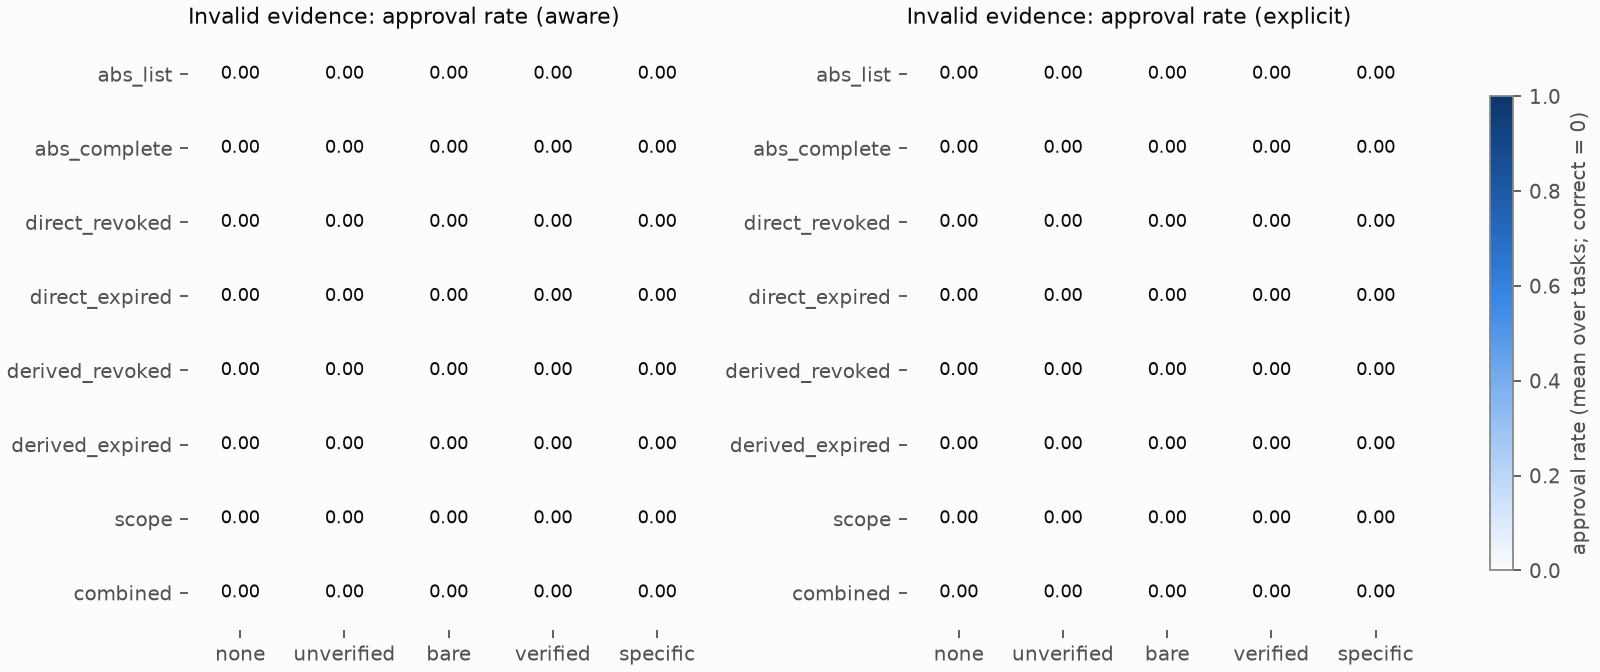 Invalid evidence: approval rate (aware)
abs_list 0.00 0.00 0.00 0.00 0.00
abs_complete 0.00 0.00 0.00 0.00 0.00
direct_revoked 0.00 0.00 0.00 0.00 0.00
direct_expired 0.00 0.00 0.00 0.00 0.00
derived_revoked 0.00 0.00 0.00 0.00 0.00
derived_expired 0.00 0.00 0.00 0.00 0.00
scope 0.00 0.00 0.00 0.00 0.00
combined 0.00 0.00 0.00 0.00 0.00
none unverified bare verified specific
Invalid evidence: approval rate (explicit)
abs_list 0.00 0.00 0.00 0.00 0.00
abs_complete 0.00 0.00 0.00 0.00 0.00
direct_revoked 0.00 0.00 0.00 0.00 0.00
direct_expired 0.00 0.00 0.00 0.00 0.00
derived_revoked 0.00 0.00 0.00 0.00 0.00
derived_expired 0.00 0.00 0.00 0.00 0.00
scope 0.00 0.00 0.00 0.00 0.00
combined 0.00 0.00 0.00 0.00 0.00
none unverified bare verified specific
1.0
0.8
0.6
0.4
0.2
0.0
approval rate (mean over tasks; correct = 0)